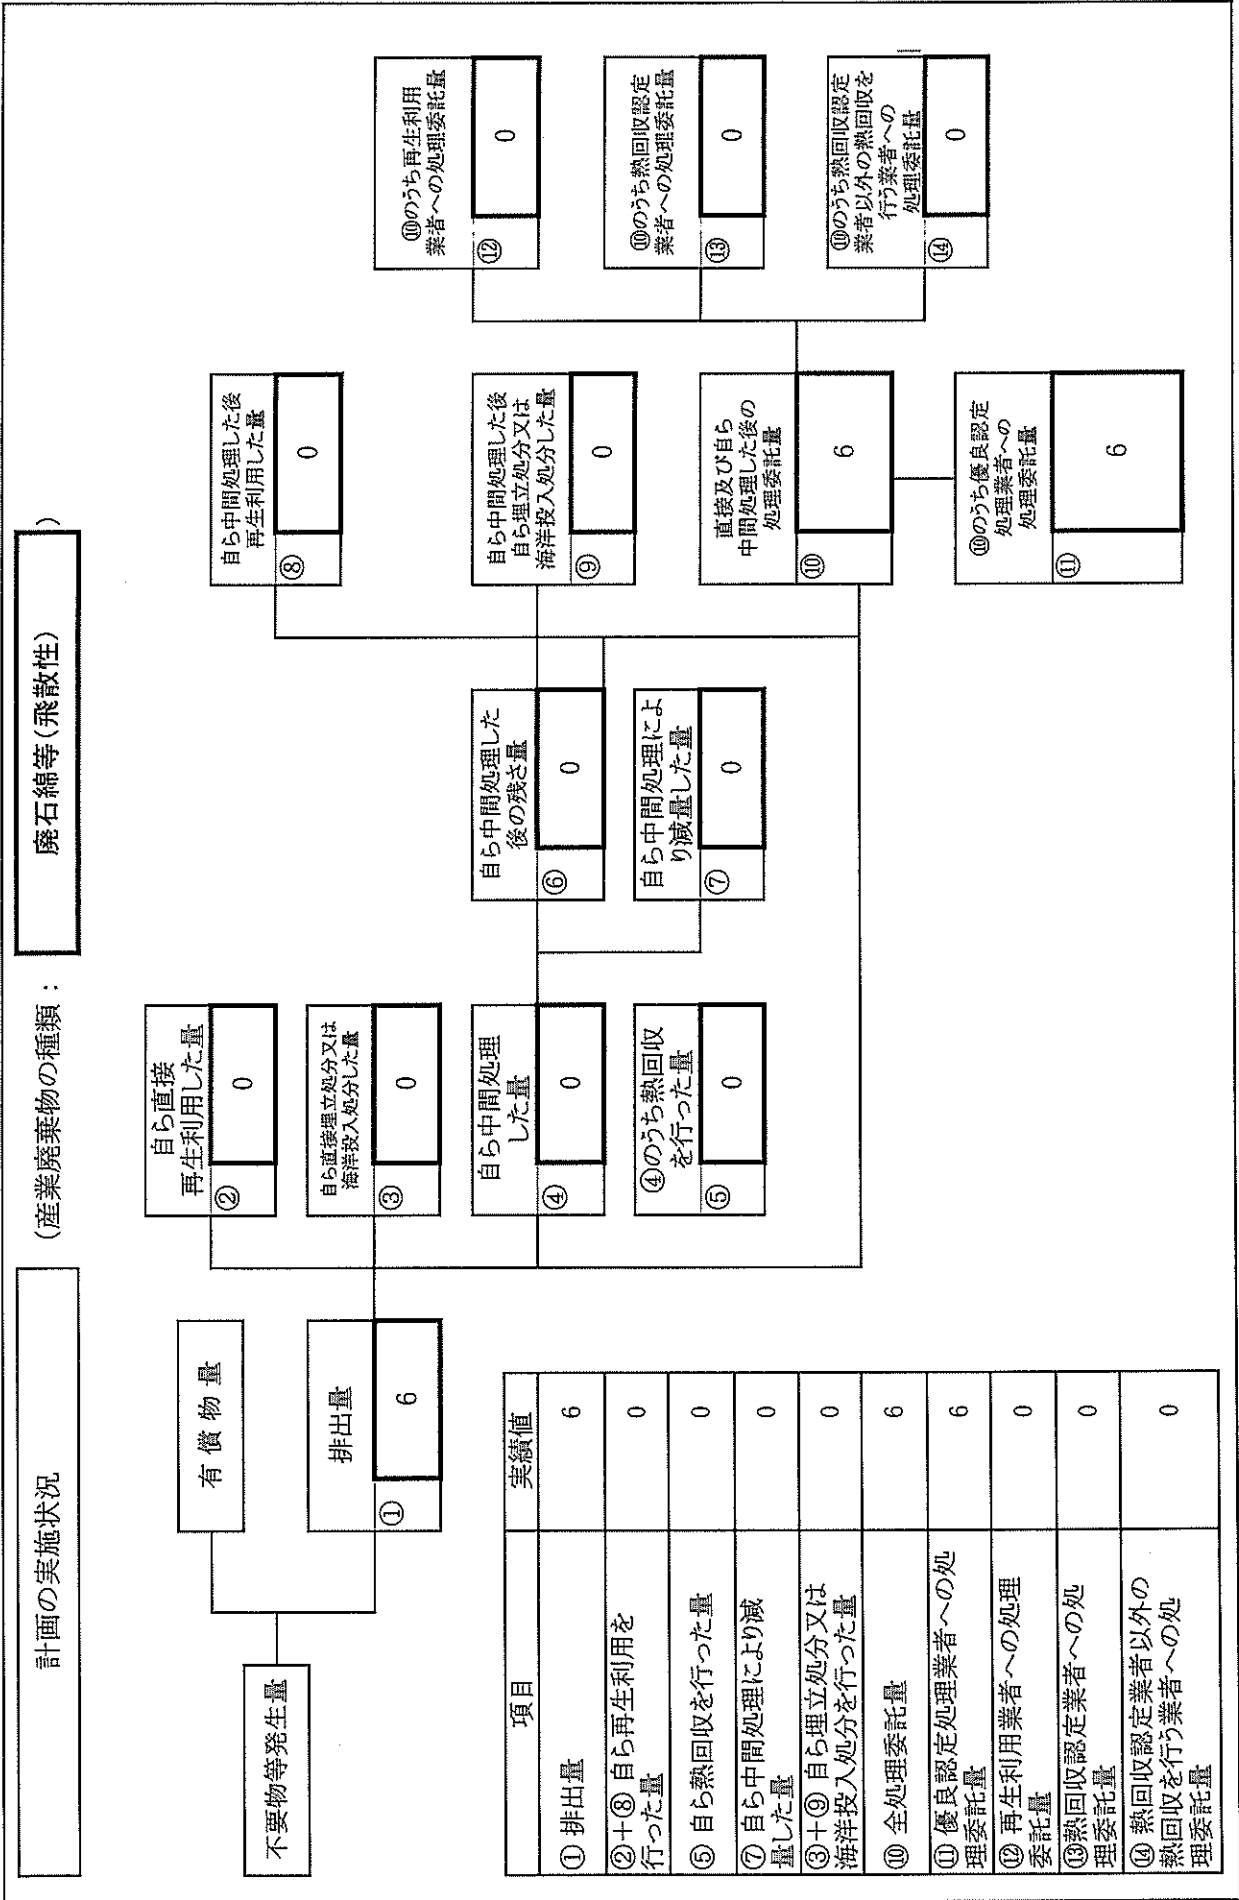 計画の実施状況
(産業廃棄物の種類：
廃石綿等(飛散性)
)
不要物等発生量
有償物量
排出量
①
6
自ら直接
再生利用した量
②
0
自ら直接埋立処分又は
海洋投入処分した量
③
0
自ら中間処理
した量
④
0
④のうち熱回収
を行った量
⑤
0
自ら中間処理した
後の残さ量
⑥
0
自ら中間処理によ
り減量した量
⑦
0
自ら中間処理した後
再生利用した量
⑧
0
自ら中間処理した後
自ら埋立処分又は
海洋投入処分した量
⑨
0
直接及び自ら
中間処理した後の
処理委託量
⑩
6
⑩のうち優良認定
処理業者への
処理委託量
⑪
6
⑩のうち再生利用
業者への処理委託量
⑫
0
⑩のうち熱回収認定
業者への処理委託量
⑬
0
⑩のうち熱回収認定
業者以外の熱回収を
行う業者への
処理委託量
⑭
0
項目
実績値
① 排出量
6
②＋⑧ 自ら再生利用を
行った量
0
⑤ 自ら熱回収を行った量
0
⑦ 自ら中間処理により減
量した量
0
③＋⑨ 自ら埋立処分又は
海洋投入処分を行った量
0
⑩ 全処理委託量
6
⑪ 優良認定処理業者への処
理委託量
6
⑫ 再生利用業者への処理
委託量
0
⑬熱回収認定業者への処
理委託量
0
⑭ 熱回収認定業者以外の
熱回収を行う業者への処
理委託量
0